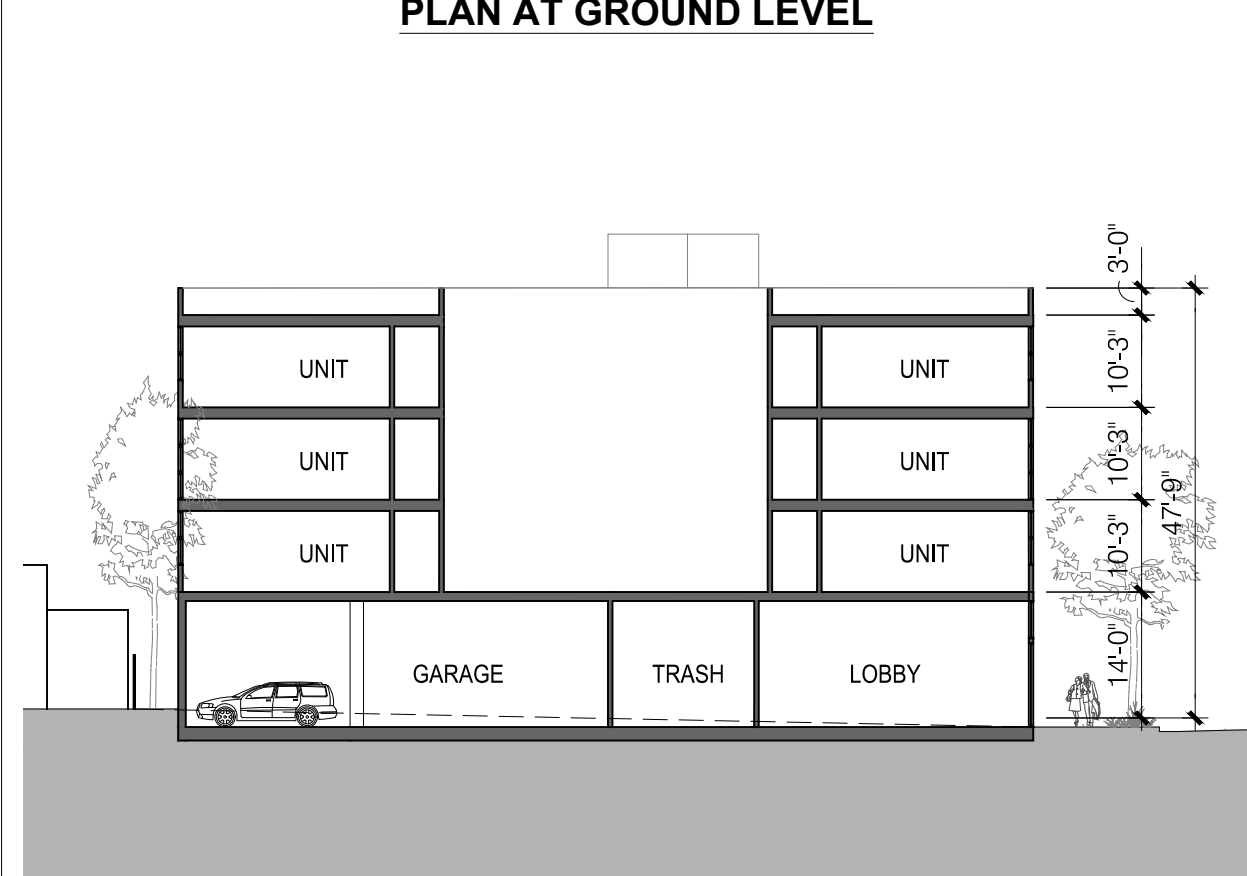 PLAN AT GROUND LEVEL
3'-0"
UNIT
UNIT
10'-3"
UNIT
UNIT
10'-3"
47'-9"
UNIT
UNIT
10'-3"
GARAGE
TRASH
LOBBY
14'-0"